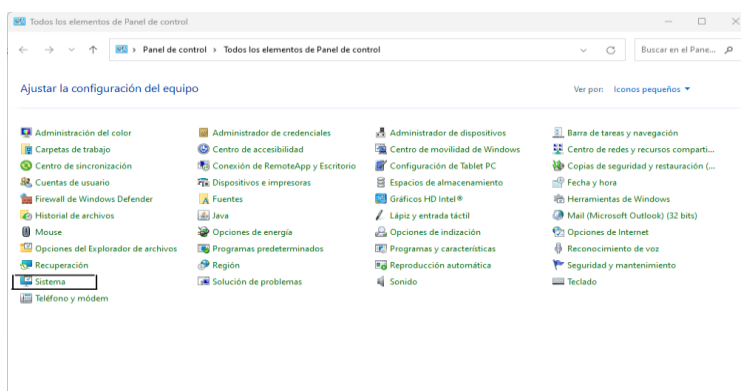 Todos los elementos de Panel de control
Panel de control › Todos los elementos de Panel de control
Buscar en el Pane...
Ajustar la configuración del equipo
Ver por: Iconos pequeños
Administración del color
Administrador de credenciales
Administrador de dispositivos
Barra de tareas y navegación
Carpetas de trabajo
Centro de accesibilidad
Centro de movilidad de Windows
Centro de redes y recursos comparti...
Centro de sincronización
Conexión de RemoteApp y Escritorio
Configuración de Tablet PC
Copias de seguridad y restauración (...
Cuentas de usuario
Dispositivos e impresoras
Espacios de almacenamiento
Fecha y hora
Firewall de Windows Defender
Fuentes
Gráficos HD Intel®
Herramientas de Windows
Historial de archivos
Java
Lápiz y entrada táctil
Mail (Microsoft Outlook) (32 bits)
Mouse
Opciones de energía
Opciones de indización
Opciones de Internet
Opciones del Explorador de archivos
Programas predeterminados
Programas y características
Reconocimiento de voz
Recuperación
Región
Reproducción automática
Seguridad y mantenimiento
Sistema
Solución de problemas
Sonido
Teclado
Teléfono y módem